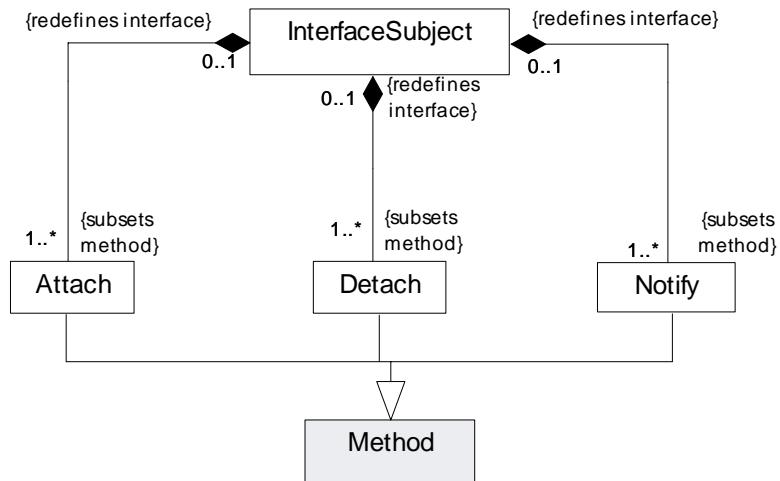 {redefines interface}
InterfaceSubject
{redefines interface}
0..1
0..1
0..1
{redefines
interface}
1..*
{subsets
method}
1..*
{subsets
method}
1..*
{subsets
method}
Attach
Detach
Notify
Method